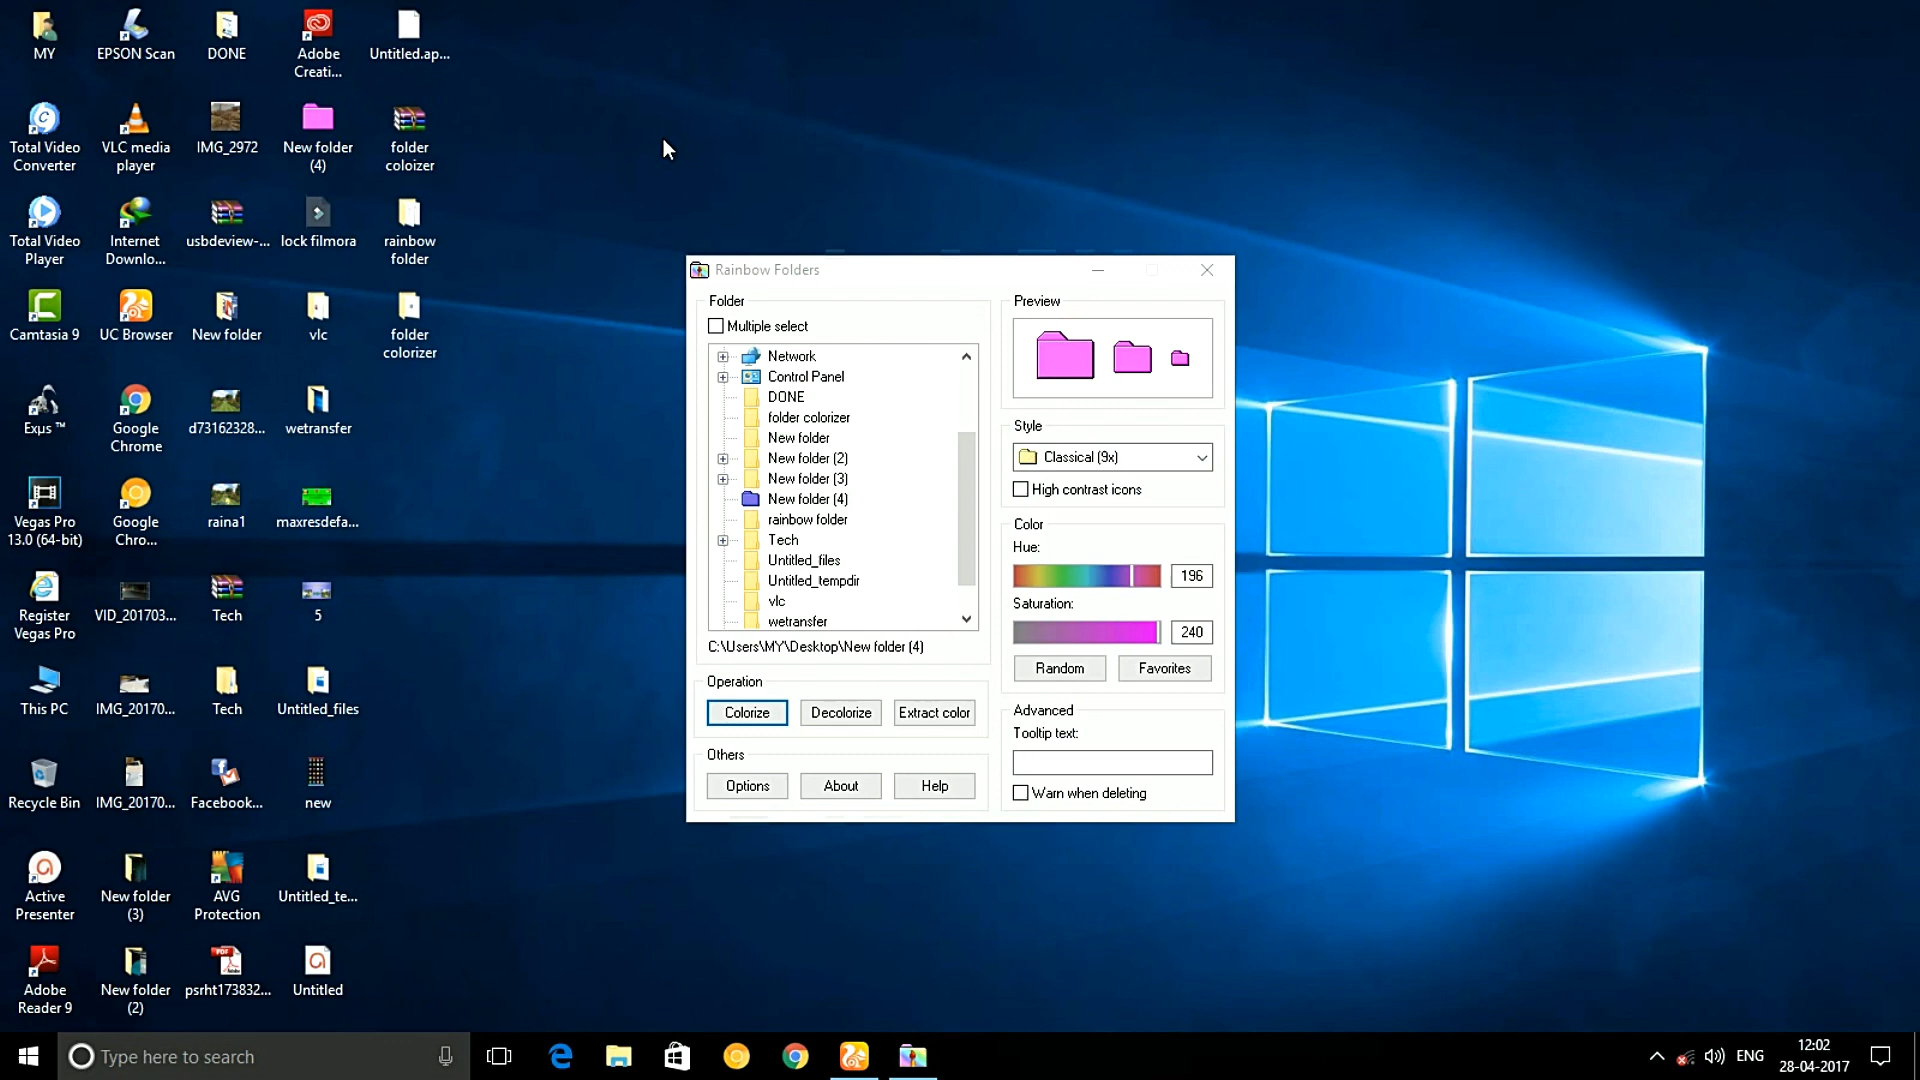 MY
EPSON Scan
DONE
Adobe
Creati...
Untitled.ap...
Total Video
Converter
VLC media
player
IMG_2972
New folder
(4)
folder
coloizer
Total Video
Player
Internet
Downlo...
usbdeview-...
lock filmora
rainbow
folder
Camtasia 9
UC Browser
New folder
vlc
folder
colorizer
Exμs ™
Google
Chrome
d73162328...
wetransfer
Vegas Pro
13.0 (64-bit)
Google
Chro...
raina1
maxresdefa...
Register
Vegas Pro
VID_201703...
Tech
5
This PC
IMG_20170...
Tech
Untitled_files
Recycle Bin
IMG_20170...
Facebook...
new
Active
Presenter
New folder
(3)
AVG
Protection
Untitled_te...
Adobe
Reader 9
New folder
(2)
psrht173832...
Untitled
Rainbow Folders
Folder
Multiple select
Network
Control Panel
DONE
folder colorizer
New folder
New folder (2)
New folder (3)
New folder (4)
rainbow folder
Tech
Untitled_files
Untitled_tempdir
vlc
wetransfer
C:\Users\MY\Desktop\New folder (4)
Operation
Colorize
Decolorize
Extract color
Others
Options
About
Help
Preview
Style
Classical (9x)
High contrast icons
Color
Hue:
196
Saturation:
240
Random
Favorites
Advanced
Tooltip text:
Warn when deleting
Type here to search
ENG
12:02
28-04-2017